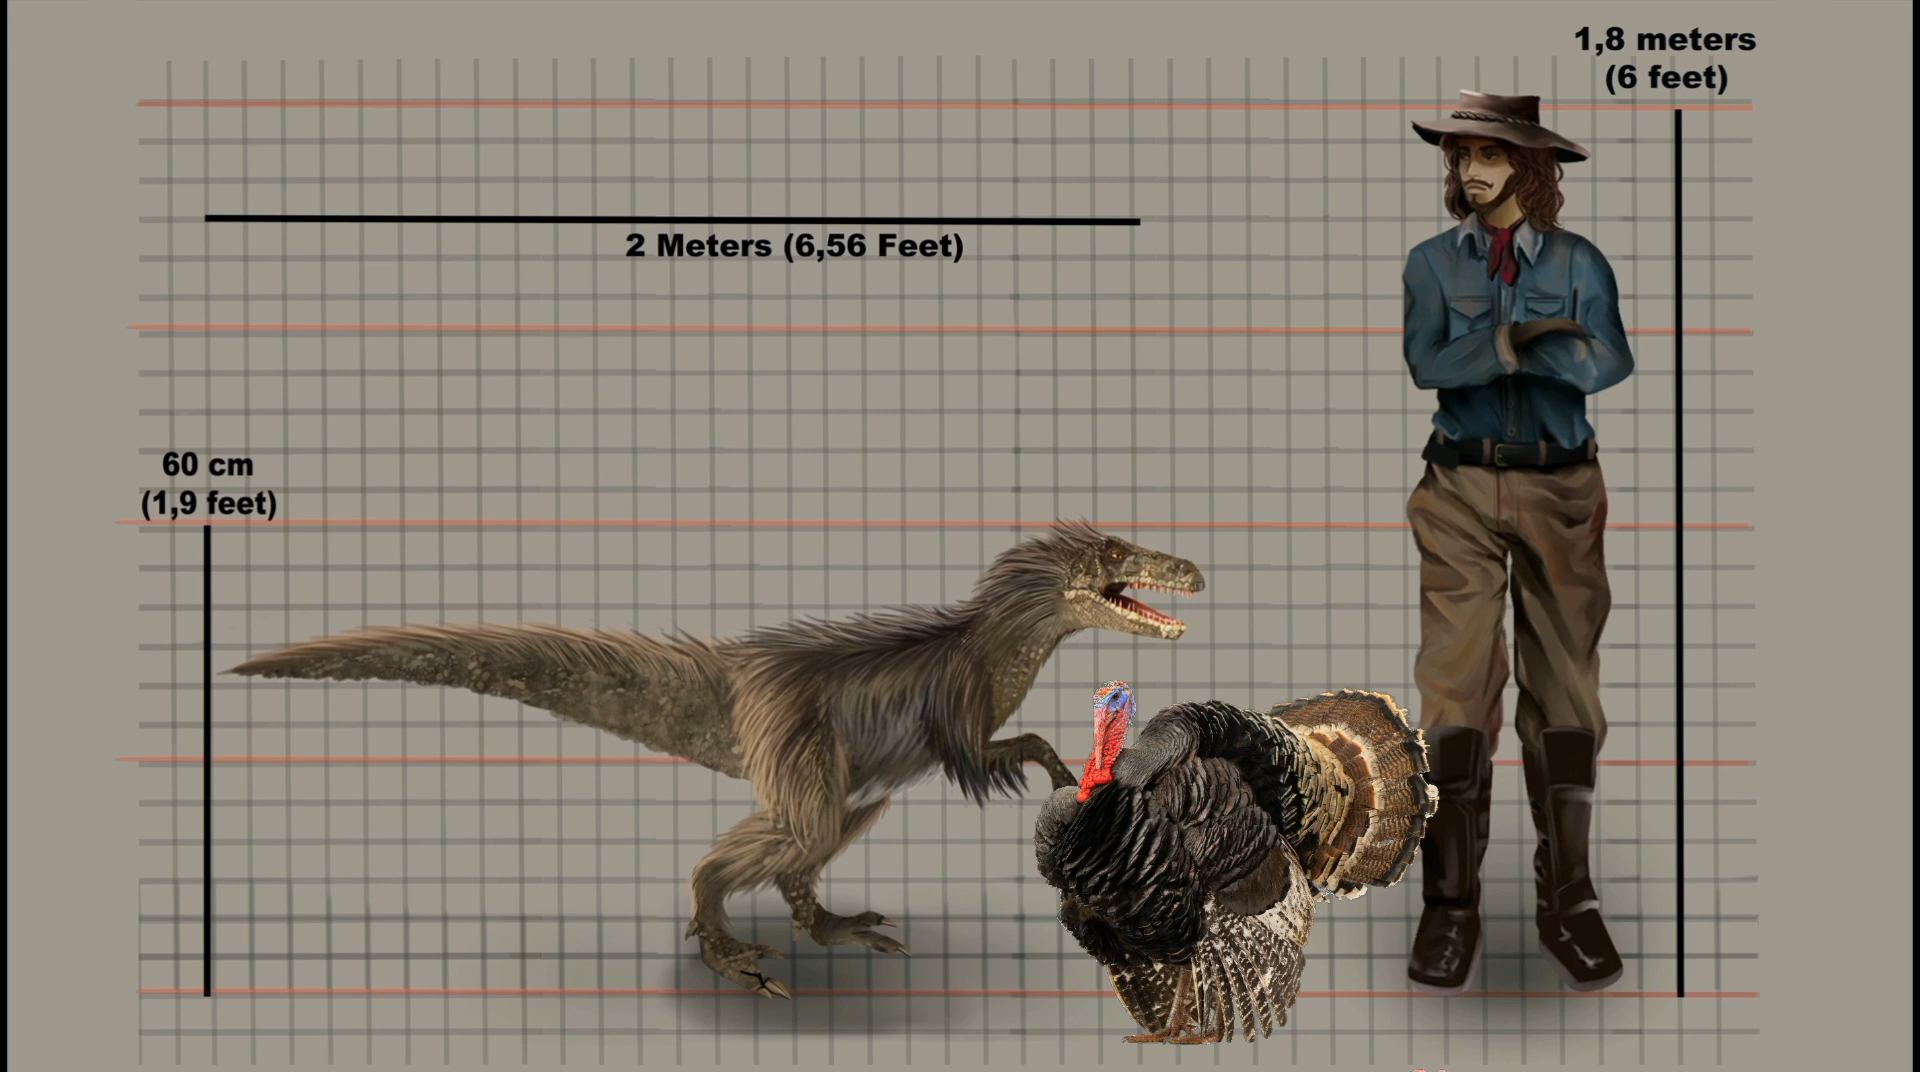 1,8 meters
(6 feet)
2 Meters (6,56 Feet)
60 cm
(1,9 feet)